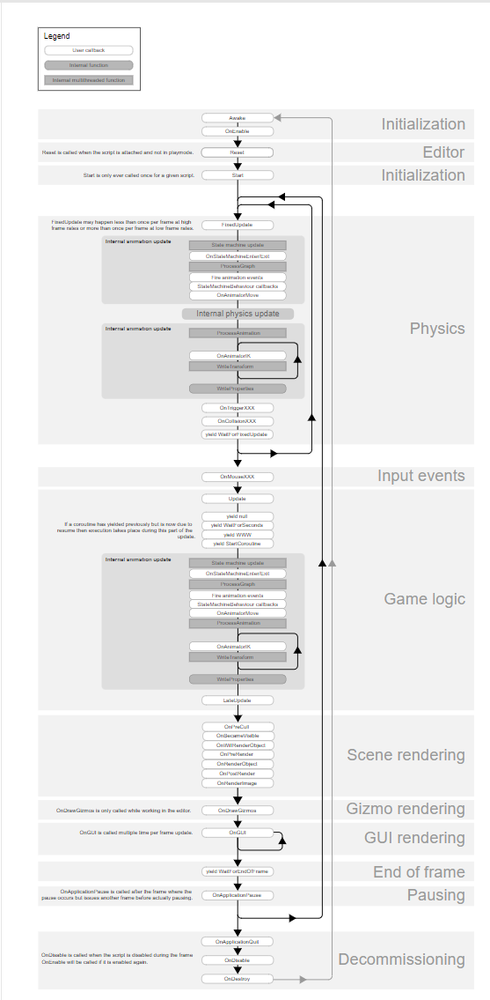 Legend
User callback
Internal function
Internal multithreaded function
Awake
OnEnable
Initialization
Reset is called when the script is attached and not in playmode.
Reset
Editor
Start is only ever called once for a given script.
Start
Initialization
FixedUpdate may happen less than once per frame at high
frame rates or more than once per frame at low frame rates.
FixedUpdate
Internal animation update
State machine update
OnStateMachineEnter/Exit
ProcessGraph
Fire animation events
StateMachineBehaviour callbacks
OnAnimatorMove
Internal physics update
Physics
Internal animation update
ProcessAnimation
OnAnimatorIK
WriteTransform
WriteProperties
OnTriggerXXX
OnCollisionXXX
yield WaitForFixedUpdate
OnMouseXXX
Input events
Update
If a coroutine has yielded previously but is now due to
resume then execution takes place during this part of the
update.
yield null
yield WaitForSeconds
yield WWW
yield StartCoroutine
Internal animation update
State machine update
OnStateMachineEnter/Exit
ProcessGraph
Fire animation events
StateMachineBehaviour callbacks
OnAnimatorMove
ProcessAnimation
Game logic
OnAnimatorIK
WriteTransform
WriteProperties
LateUpdate
OnPreCull
OnBecameVisible
OnWillRenderObject
OnPreRender
OnRenderObject
OnPostRender
OnRenderImage
Scene rendering
OnDrawGizmos is only called while working in the editor.
OnDrawGizmos
Gizmo rendering
OnGUI is called multiple time per frame update.
OnGUI
GUI rendering
yield WaitForEndOfFrame
End of frame
OnApplicationPause is called after the frame where the
pause occurs but issues another frame before actually pausing.
OnApplicationPause
Pausing
OnApplicationQuit
OnDisable is called when the script is disabled during the frame
OnEnable will be called if it is enabled again.
OnDisable
OnDestroy
Decommissioning